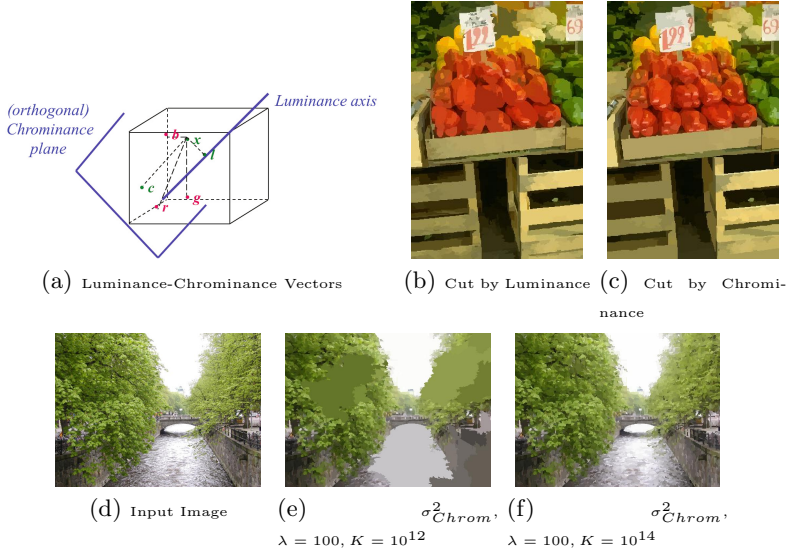 (orthogonal)
Chrominance
plane
Luminance axis
b
x
l
c
r
g
1.99
69
1.99
69
(a) Luminance-Chrominance Vectors
(b) Cut by Luminance
(c) Cut by Chromi-
nance
(d) Input Image
(e) σ²Chrom,
λ = 100, K = 10¹²
(f) σ²Chrom,
λ = 100, K = 10¹⁴